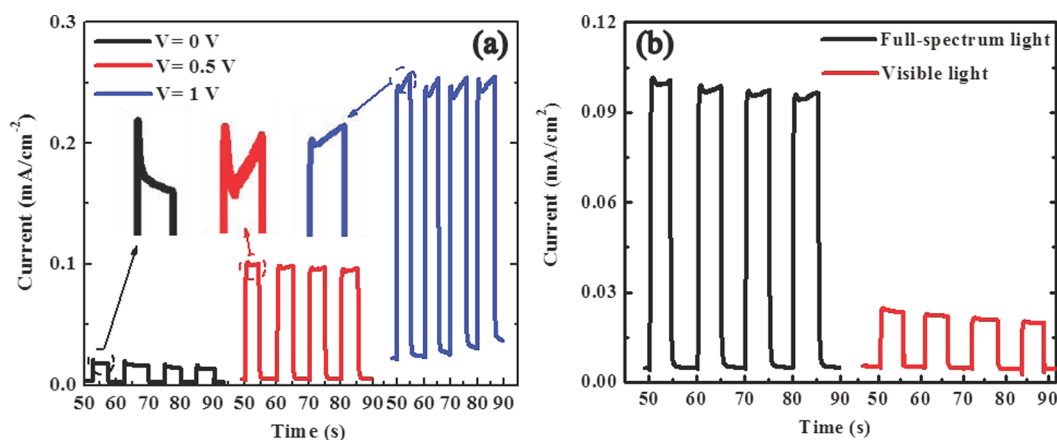 (a)
V= 0 V
V= 0.5 V
V= 1 V
Current (mA/cm⁻²)
0.3
0.2
0.1
0.0
50 60 70 80 90 50 60 70 80 90 50 60 70 80 90
Time (s)
(b)
Full-spectrum light
Visible light
Current (mA/cm²)
0.12
0.09
0.06
0.03
0.00
50 60 70 80 90 50 60 70 80 90
Time (s)